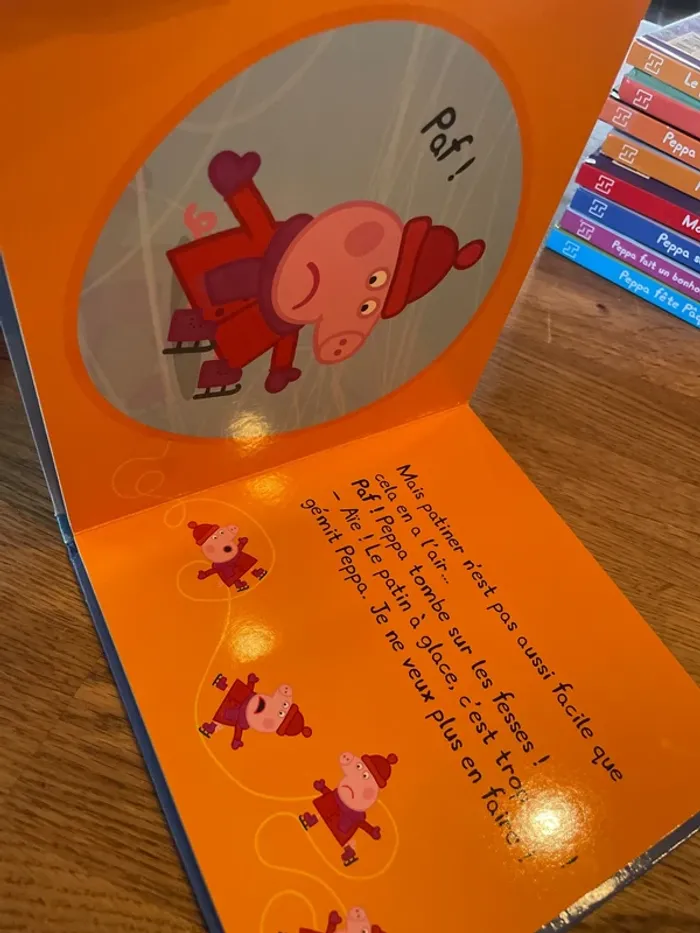 Paf !
Mais patiner n'est pas aussi facile que
cela en a l'air...
Paf ! Peppa tombe sur les fesses !
– Aïe ! Le patin à glace, c'est trop !
gémit Peppa. Je ne veux plus en faire !
Le
Peppa
Peppa s
Peppa fait un bonho
Peppa fête Pâq